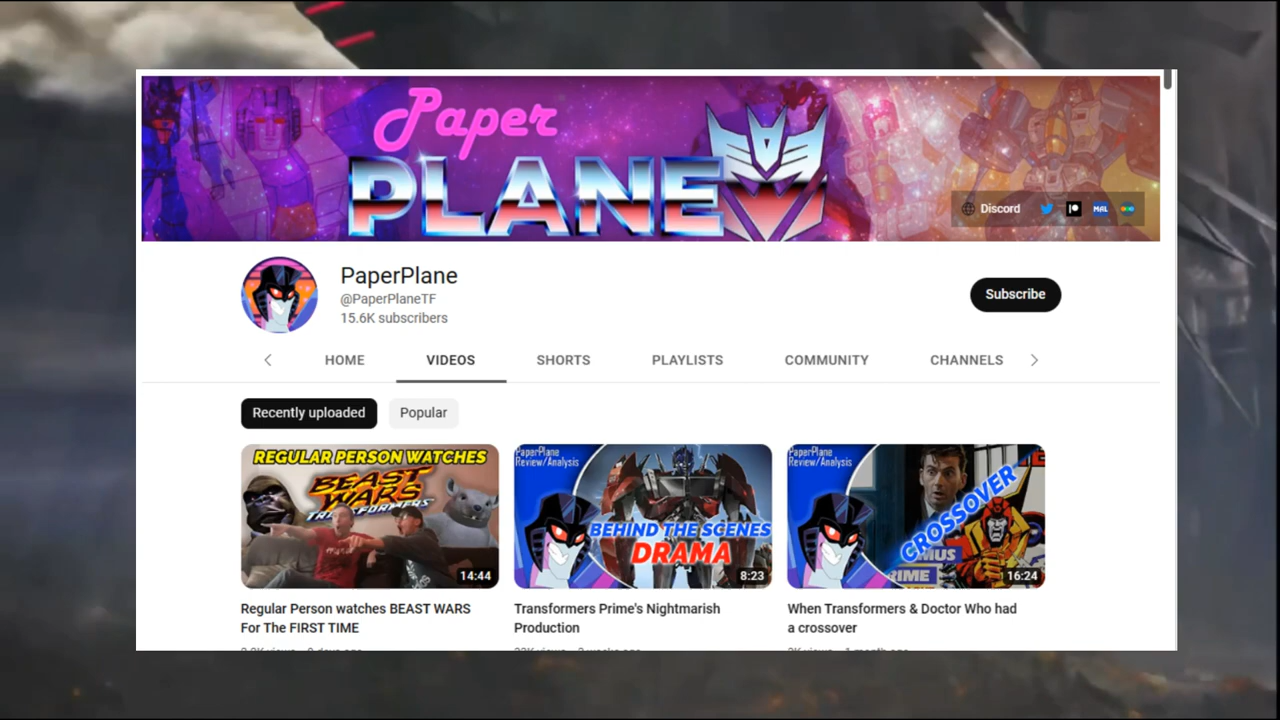 Paper
PLANE
Discord
MAL
PaperPlane
@PaperPlaneTF
15.6K subscribers
Subscribe
HOME
VIDEOS
SHORTS
PLAYLISTS
COMMUNITY
CHANNELS
Recently uploaded
Popular
REGULAR PERSON WATCHES
BEAST
WARS
TRANSFORMERS
14:44
PaperPlane
Review/Analysis
BEHIND THE SCENES
DRAMA
8:23
PaperPlane
Review/Analysis
CROSSOVER
16:24
Regular Person watches BEAST WARS
For The FIRST TIME
Transformers Prime's Nightmarish
Production
When Transformers & Doctor Who had
a crossover